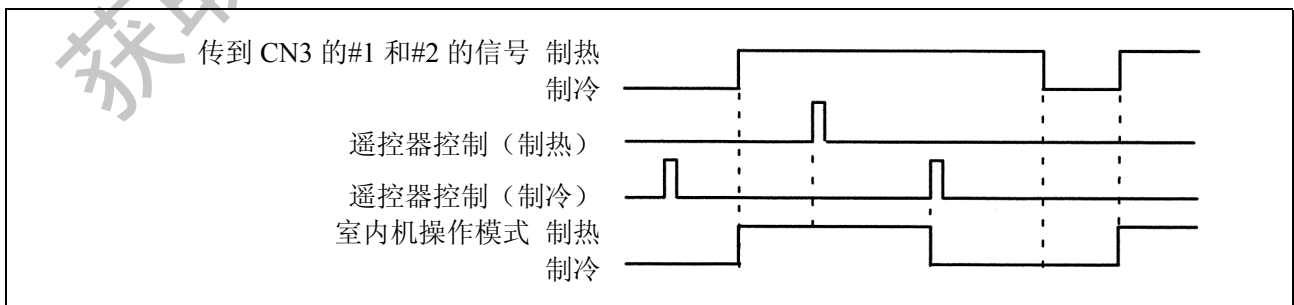 获取
传到 CN3 的#1 和#2 的信号 制热
制冷
遥控器控制（制热）
遥控器控制（制冷）
室内机操作模式 制热
制冷